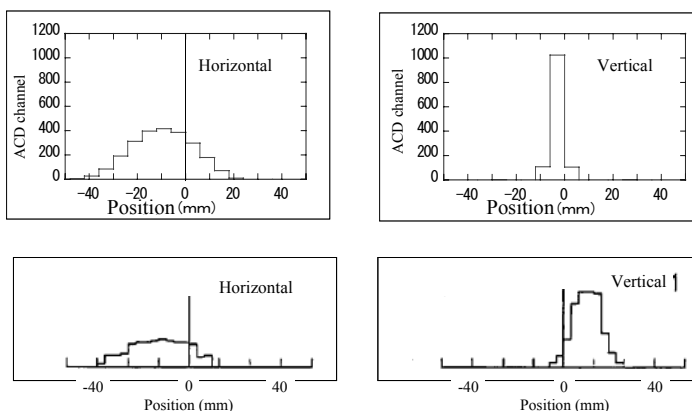 1200
1000
800
600
400
200
0
ACD channel
Horizontal
-40 -20 0 20 40
Position(mm)
1200
1000
800
600
400
200
0
ACD channel
Vertical
-40 -20 0 20 40
Position(mm)
Horizontal
-40 0 40
Position (mm)
Vertical 1
-40 0 40
Position (mm)